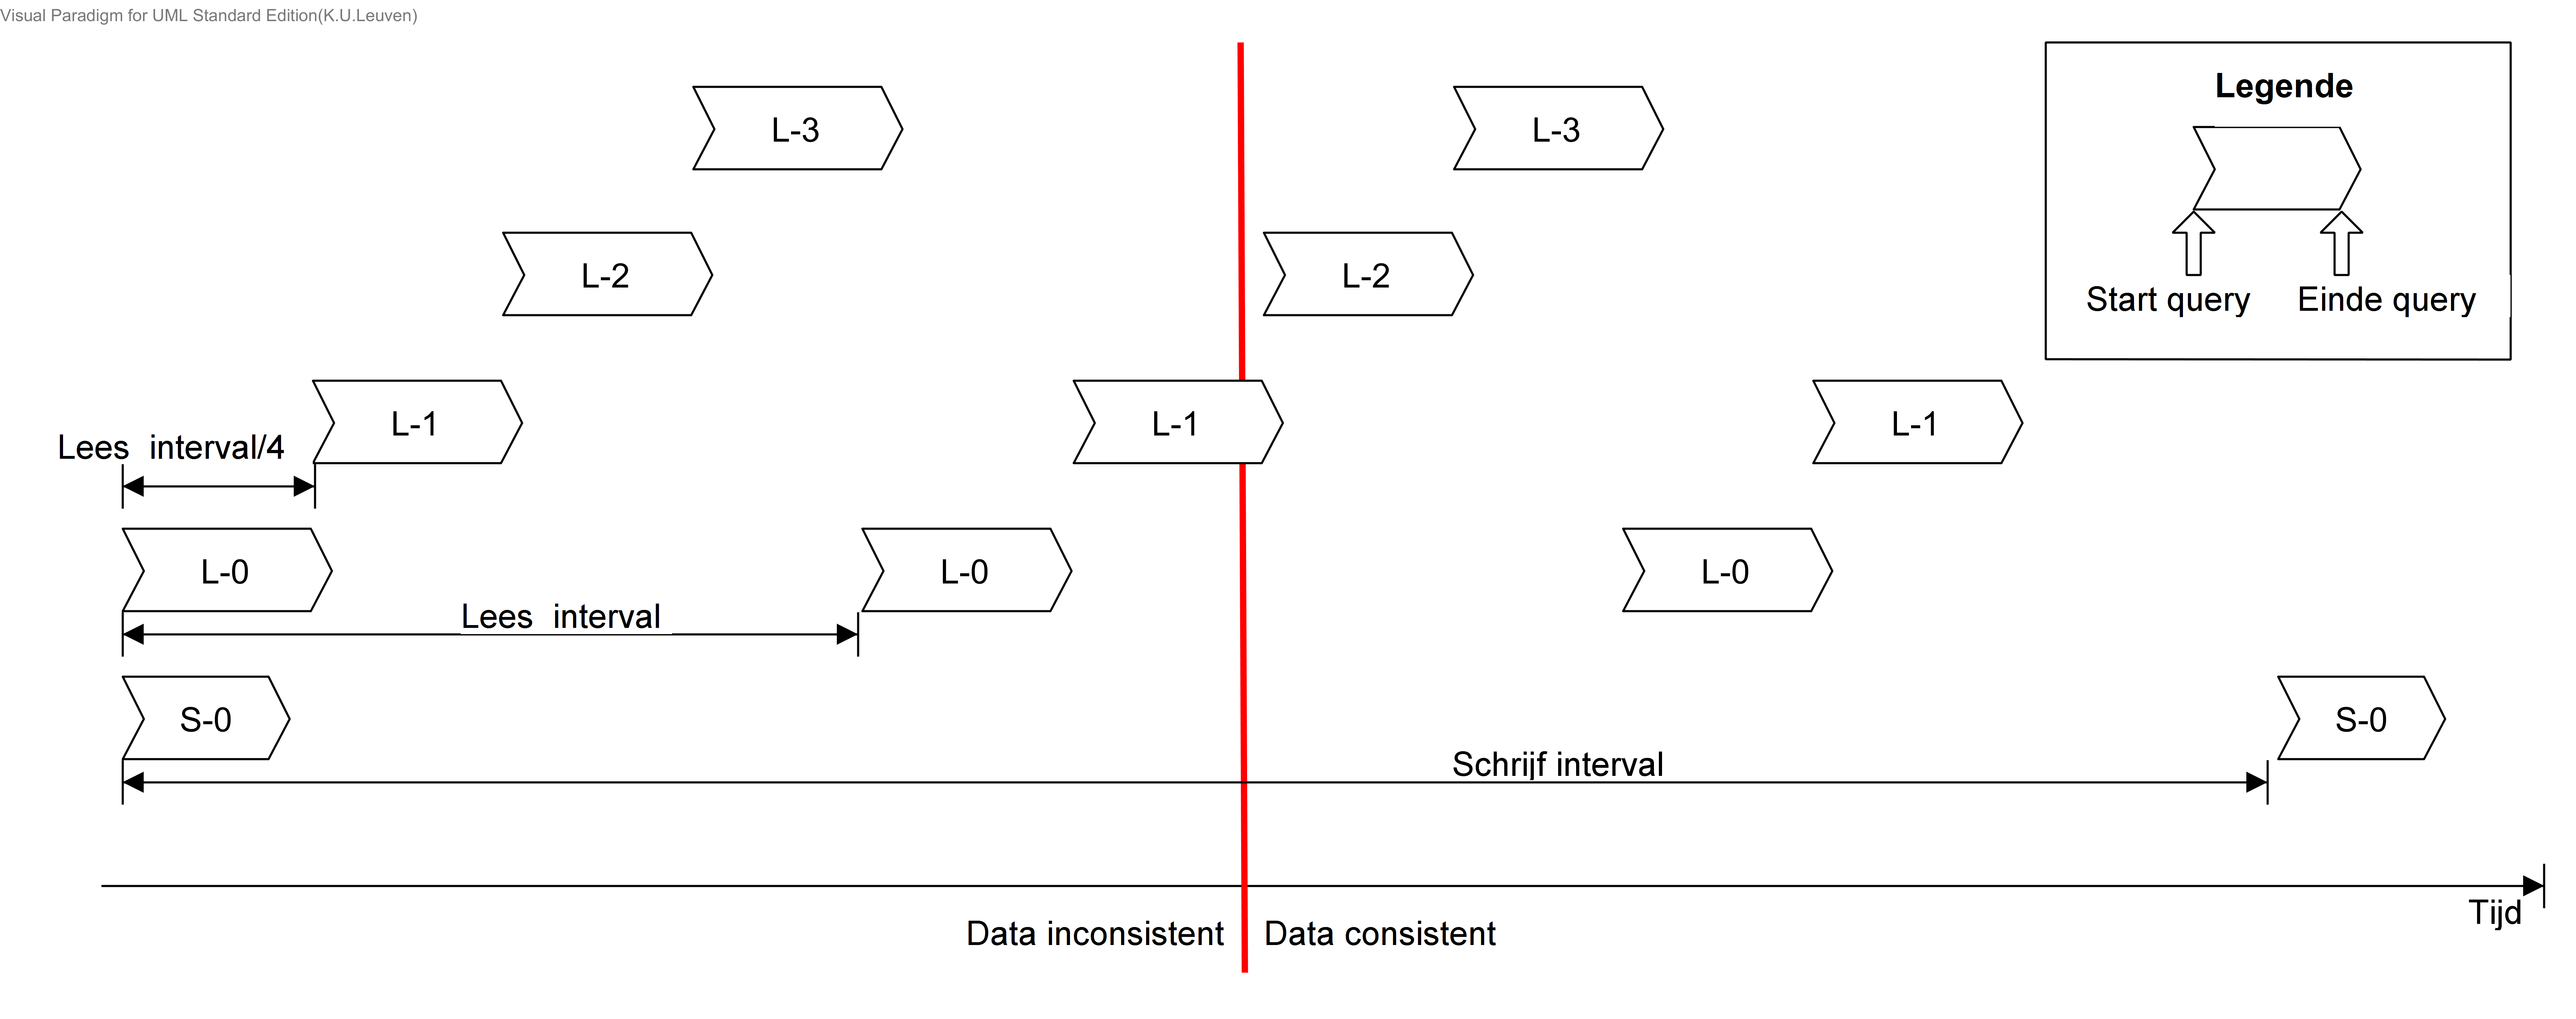 Visual Paradigm for UML Standard Edition(K.U.Leuven)
Legende
L-3
L-3
L-2
L-2
Start query
Einde query
L-1
L-1
L-1
Lees interval/4
L-0
L-0
L-0
Lees interval
S-0
S-0
Schrijf interval
Tijd
Data inconsistent
Data consistent